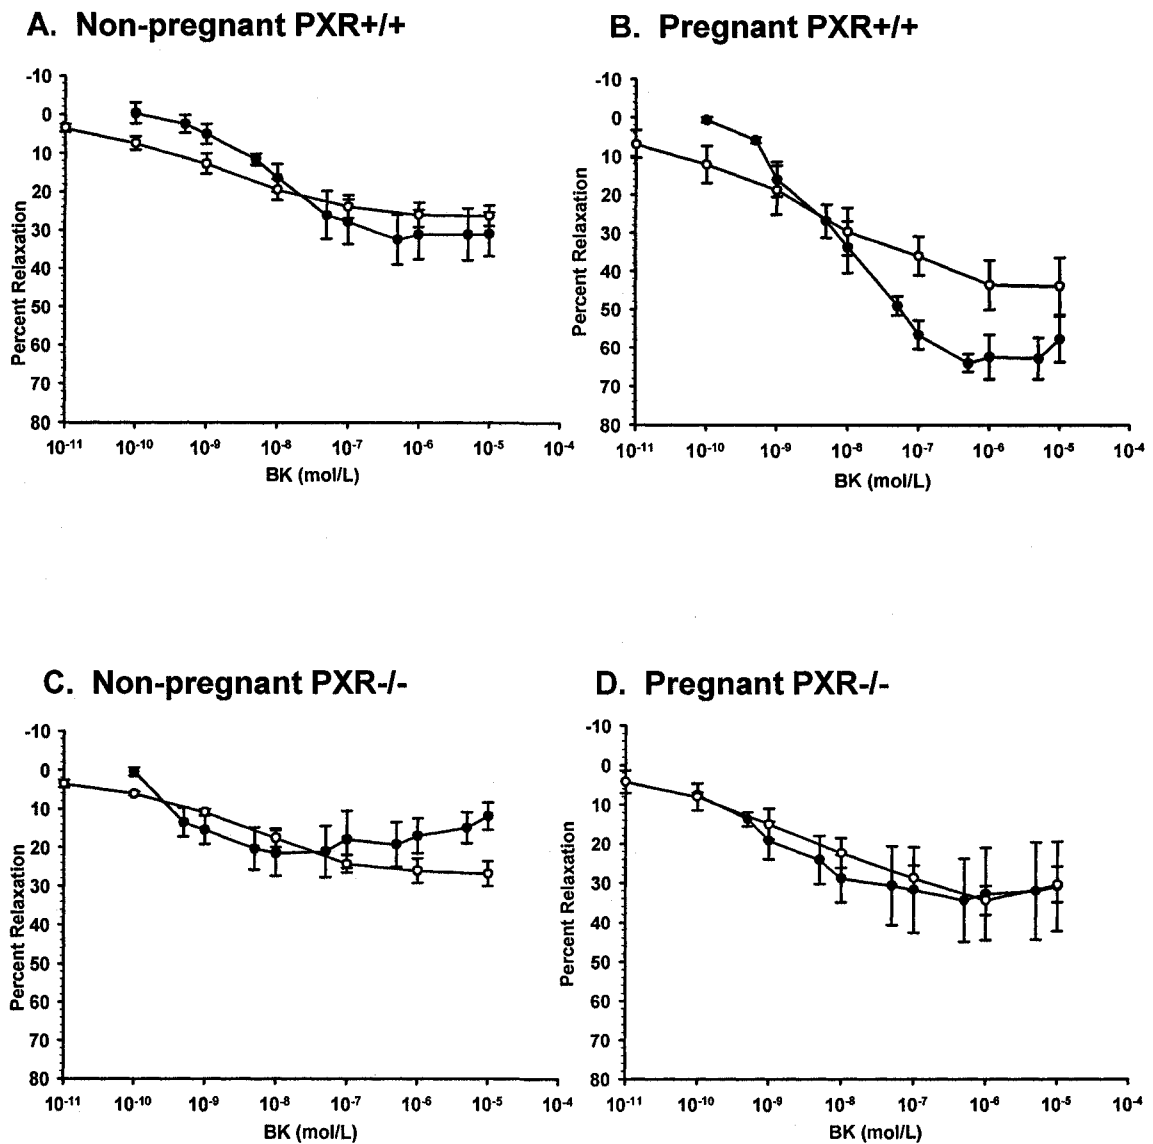 A. Non-pregnant PXR+/+
B. Pregnant PXR+/+
-10
0
10
20
30
40
50
60
70
80
Percent Relaxation
10-11 10-10 10-9 10-8 10-7 10-6 10-5 10-4
BK (mol/L)
-10
0
10
20
30
40
50
60
70
80
Percent Relaxation
10-11 10-10 10-9 10-8 10-7 10-6 10-5 10-4
BK (mol/L)
C. Non-pregnant PXR-/-
D. Pregnant PXR-/-
-10
0
10
20
30
40
50
60
70
80
Percent Relaxation
10-11 10-10 10-9 10-8 10-7 10-6 10-5 10-4
BK (mol/L)
-10
0
10
20
30
40
50
60
70
80
Percent Relaxation
10-11 10-10 10-9 10-8 10-7 10-6 10-5 10-4
BK (mol/L)